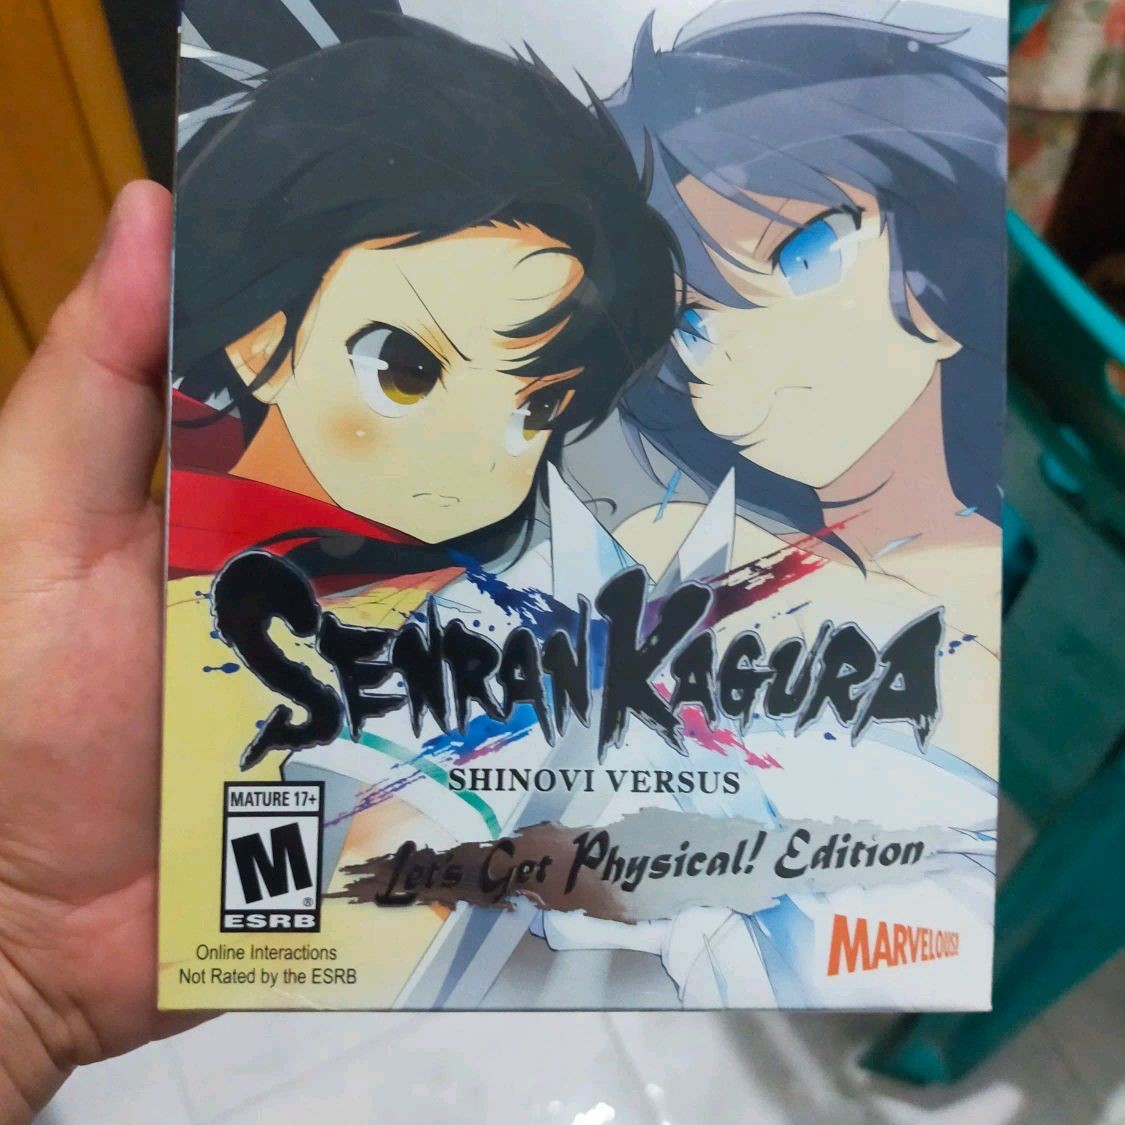 SENRAN KAGURA
SHINOVI VERSUS
Let's Get Physical! Edition
MATURE 17+
M
®
ESRB
Online Interactions
Not Rated by the ESRB
MARVELOUS!